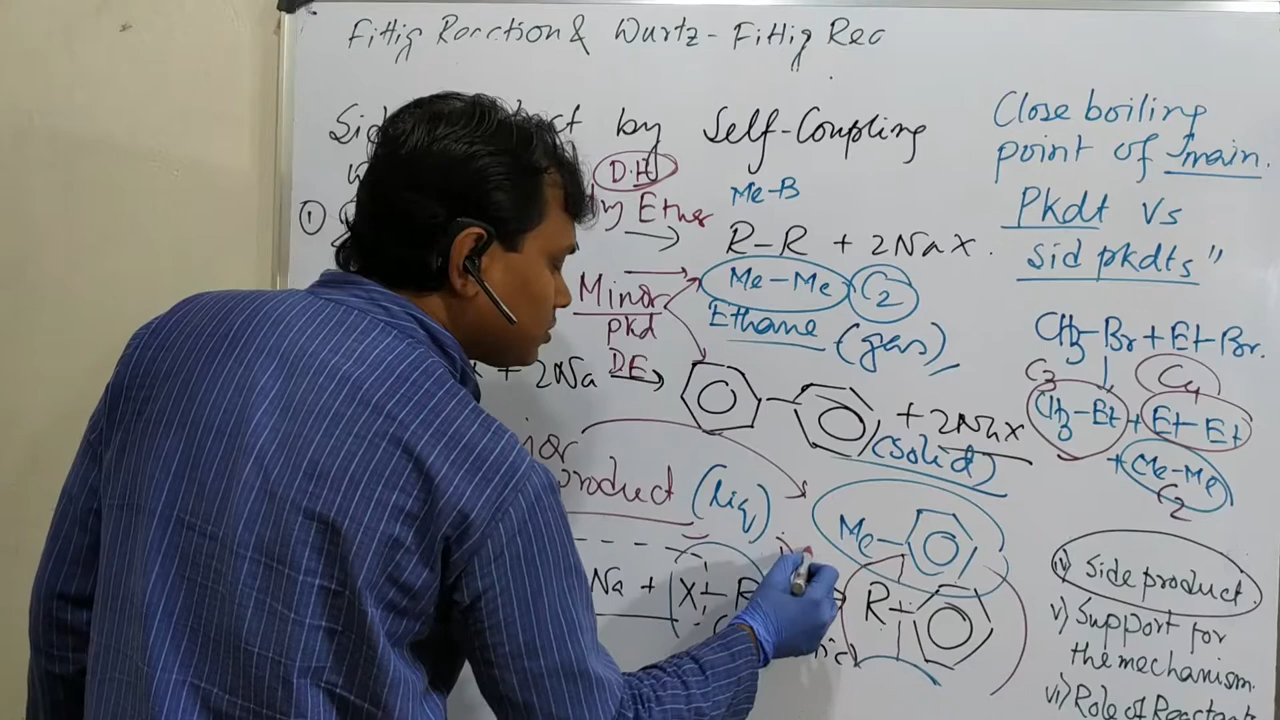 Fittig Reaction & Wurtz-Fittig Reac
by Self-Coupling
D.H
Me-B
①
Ether
→ R-R + 2NaX.
Minor
pkd
Me-Me C2
Ethane (gas)
+ 2Na DE → + 2NaX
(Solid)
product (liq)
Me-
Na + X R
R
Close boiling
point of main.
Pkdt Vs
Sid pkdts"
CH3-Br + Et-Br.
C3 C4
CH3-Et + Et-Et
+ Me-Me
C2
iv) Side product
v) Support for
the mechanism.
vi) Role of Reactant